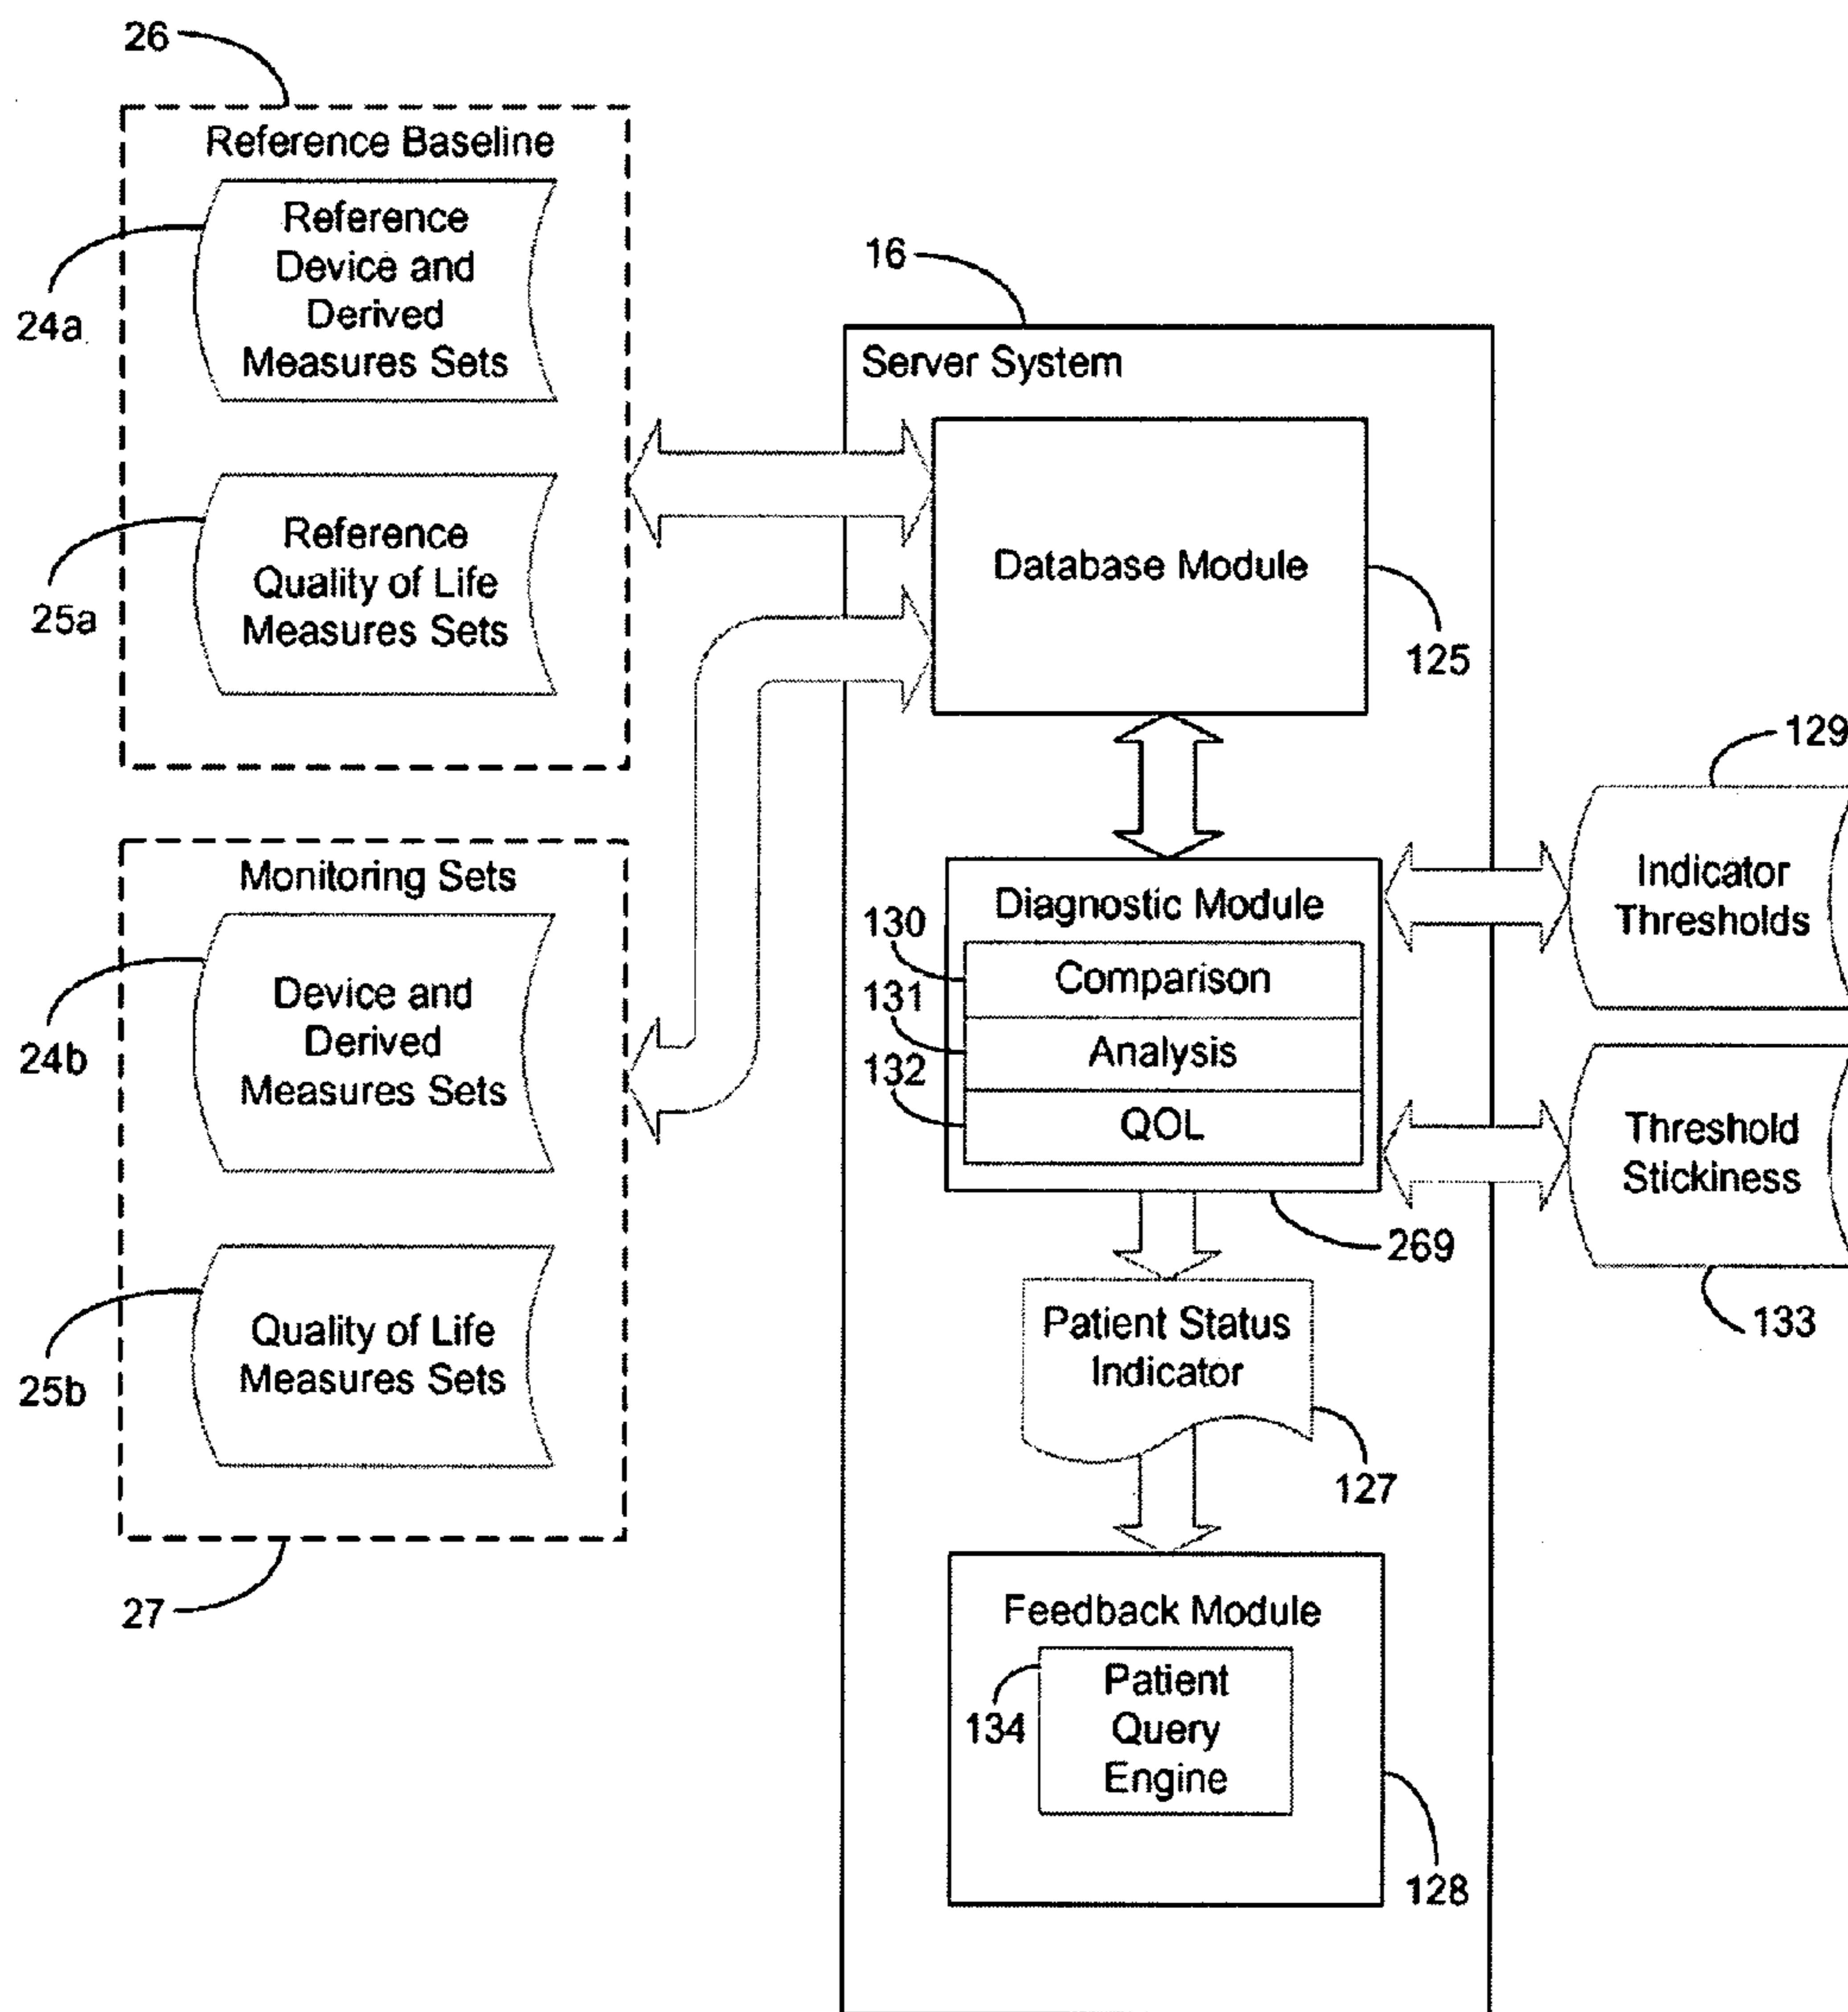 26
Reference Baseline
Reference
Device and
Derived
Measures Sets
24a
Reference
Quality of Life
Measures Sets
25a
Monitoring Sets
Device and
Derived
Measures Sets
24b
Quality of Life
Measures Sets
25b
27
16
Server System
Database Module
125
Diagnostic Module
130
Comparison
131
Analysis
132
QOL
269
129
Indicator
Thresholds
Threshold
Stickiness
133
Patient Status
Indicator
127
Feedback Module
Patient
Query
Engine
134
128